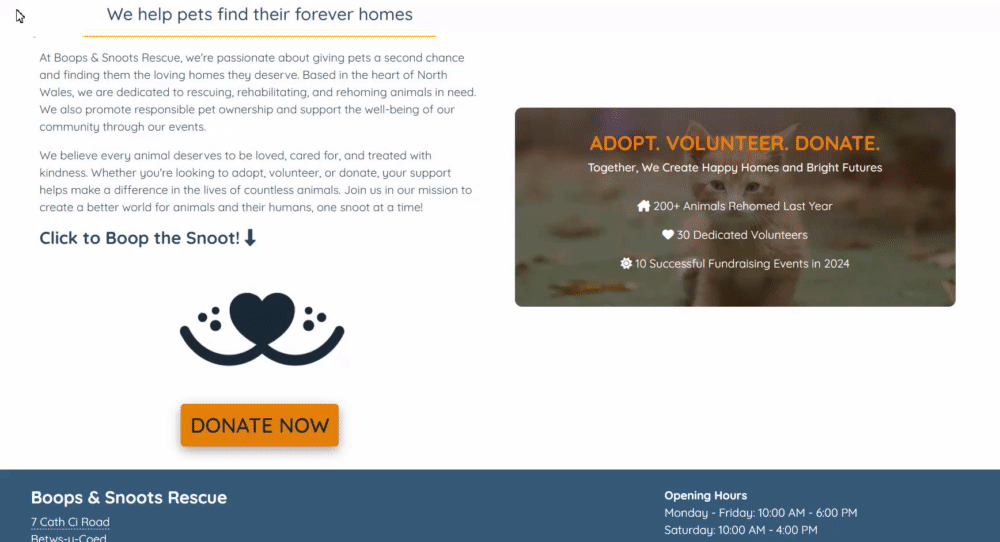 We help pets find their forever homes
At Boops & Snoots Rescue, we're passionate about giving pets a second chance
and finding them the loving homes they deserve. Based in the heart of North
Wales, we are dedicated to rescuing, rehabilitating, and rehoming animals in need.
We also promote responsible pet ownership and support the well-being of our
community through our events.
We believe every animal deserves to be loved, cared for, and treated with
kindness. Whether you're looking to adopt, volunteer, or donate, your support
helps make a difference in the lives of countless animals. Join us in our mission to
create a better world for animals and their humans, one snoot at a time!
Click to Boop the Snoot!
DONATE NOW
ADOPT. VOLUNTEER. DONATE.
Together, We Create Happy Homes and Bright Futures
200+ Animals Rehomed Last Year
30 Dedicated Volunteers
10 Successful Fundraising Events in 2024
Boops & Snoots Rescue
7 Cath Ci Road
Betws-y-Coed
Opening Hours
Monday - Friday: 10:00 AM - 6:00 PM
Saturday: 10:00 AM - 4:00 PM